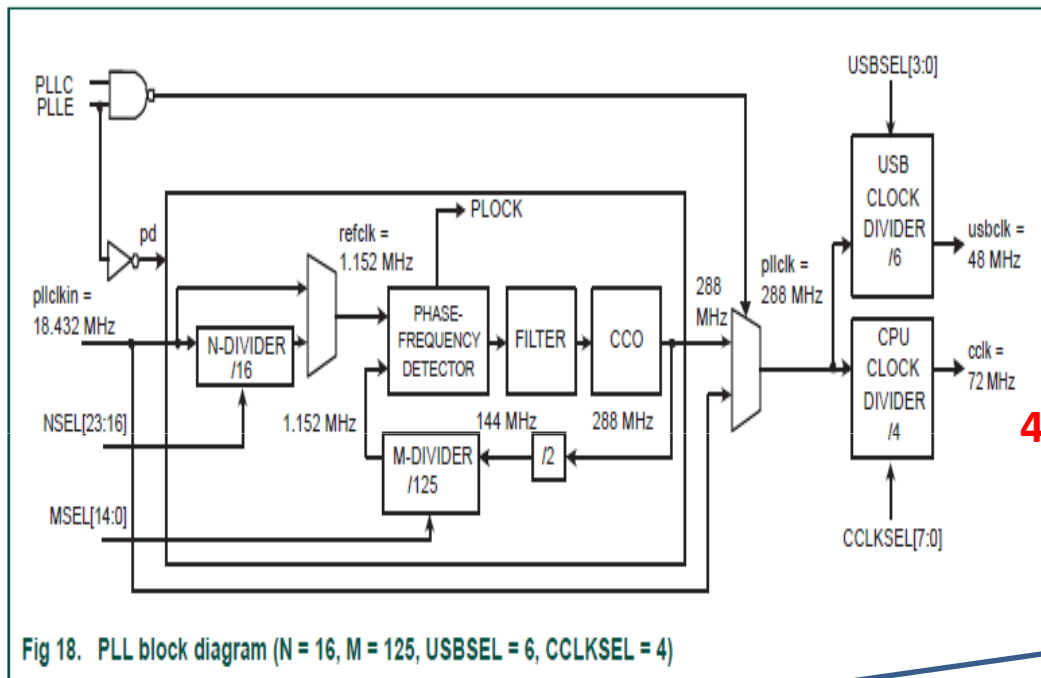 PLLC
PLLE
USBSEL[3:0]
USB
CLOCK
DIVIDER
/6
usbclk =
48 MHz
pd
PLOCK
refclk =
1.152 MHz
pllclkin =
18.432 MHz
N-DIVIDER
/16
PHASE-
FREQUENCY
DETECTOR
FILTER
CCO
288
MHz
pllclk =
288 MHz
CPU
CLOCK
DIVIDER
/4
cclk =
72 MHz
NSEL[23:16]
1.152 MHz
144 MHz
288 MHz
4
M-DIVIDER
/125
/2
MSEL[14:0]
CCLKSEL[7:0]
Fig 18. PLL block diagram (N = 16, M = 125, USBSEL = 6, CCLKSEL = 4)